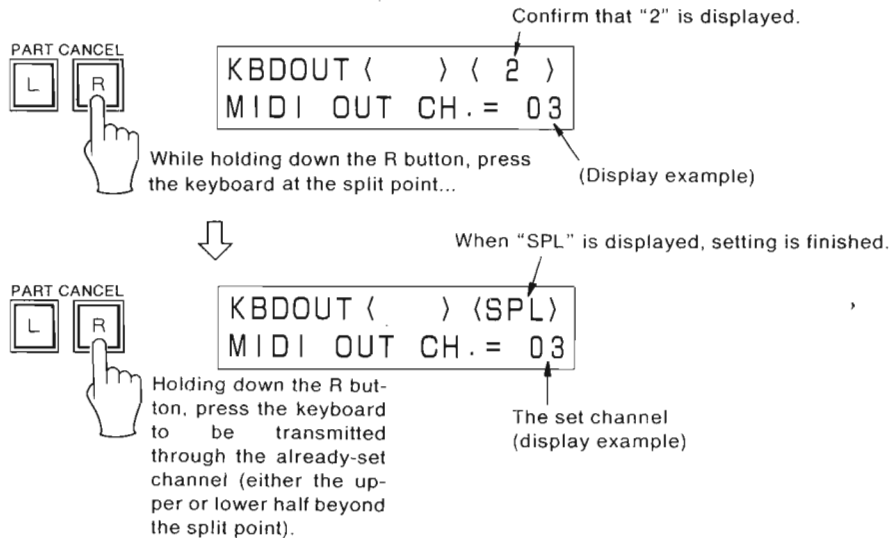 Confirm that “2” is displayed.
PART CANCEL
L R
KBDOUT ⟨ ⟩ ⟨ 2 ⟩
MIDI OUT CH.= 03
While holding down the R button, press
the keyboard at the split point...
(Display example)
When “SPL” is displayed, setting is finished.
PART CANCEL
L R
KBDOUT ⟨ ⟩ ⟨SPL⟩
MIDI OUT CH.= 03
Holding down the R but-
ton, press the keyboard
to be transmitted
through the already-set
channel (either the up-
per or lower half beyond
the split point).
The set channel
(display example)